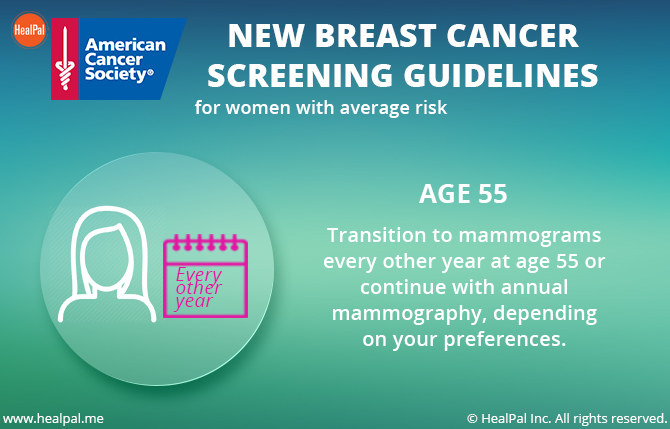 HealPal
American
Cancer
Society®
NEW BREAST CANCER
SCREENING GUIDELINES
for women with average risk
Every
other
year
AGE 55
Transition to mammograms
every other year at age 55 or
continue with annual
mammography, depending
on your preferences.
www.healpal.me
© HealPal Inc. All rights reserved.